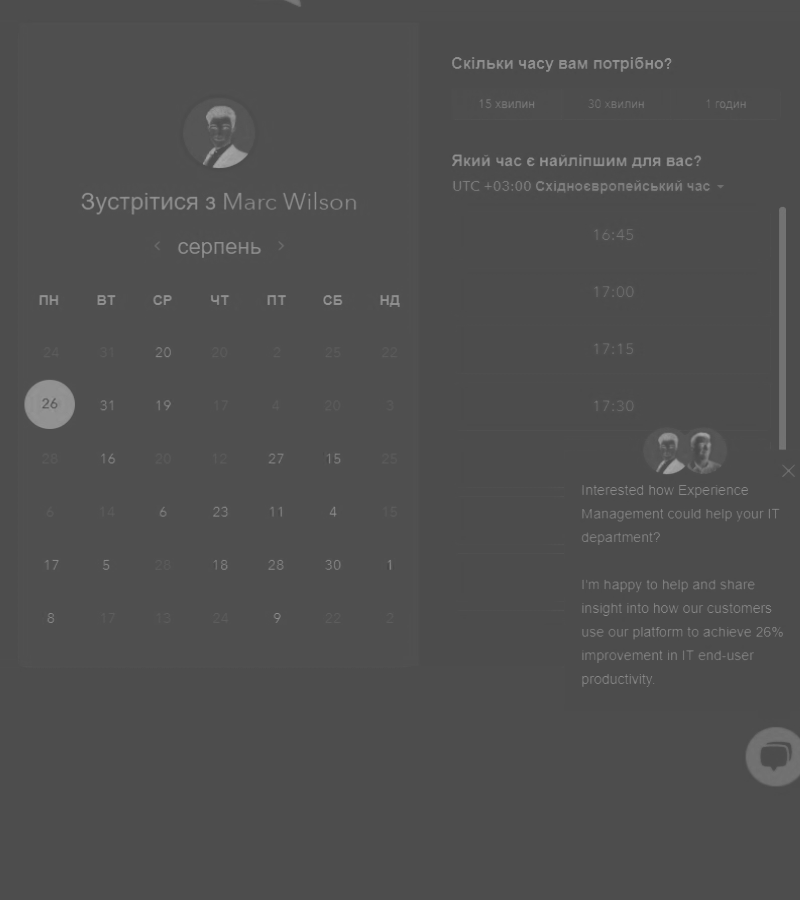 Зустрітися з Marc Wilson
серпень
ПН ВТ СР ЧТ ПТ СБ НД
24 31 20 20 2 25 22
26 31 19 17 4 20 3
26 16 20 12 27 15 25
6 14 6 23 11 4 15
17 5 28 18 28 30 1
8 17 13 24 9 22 2
Скільки часу вам потрібно?
15 хвилин 30 хвилин 1 годин
Який час є найліпшим для вас?
UTC +03:00 Східноєвропейський час
16:45
17:00
17:15
17:30
Interested how Experience
Management could help your IT
department?
I'm happy to help and share
insight into how our customers
use our platform to achieve 26%
improvement in IT end-user
productivity.